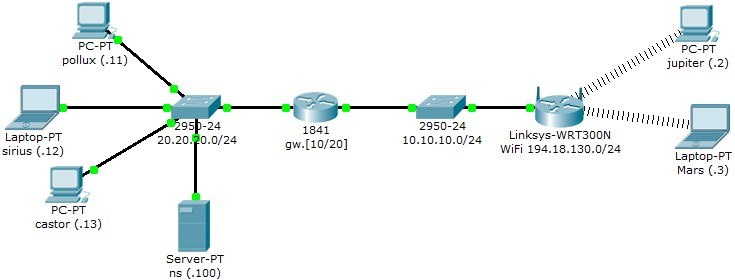 PC-PT
pollux (.11)
PC-PT
jupiter (.2)
Laptop-PT
sirius (.12)
2950-24
20.20.20.0/24
1841
gw.[10/20]
2950-24
10.10.10.0/24
Linksys-WRT300N
WiFi 194.18.130.0/24
Laptop-PT
Mars (.3)
PC-PT
castor (.13)
Server-PT
ns (.100)